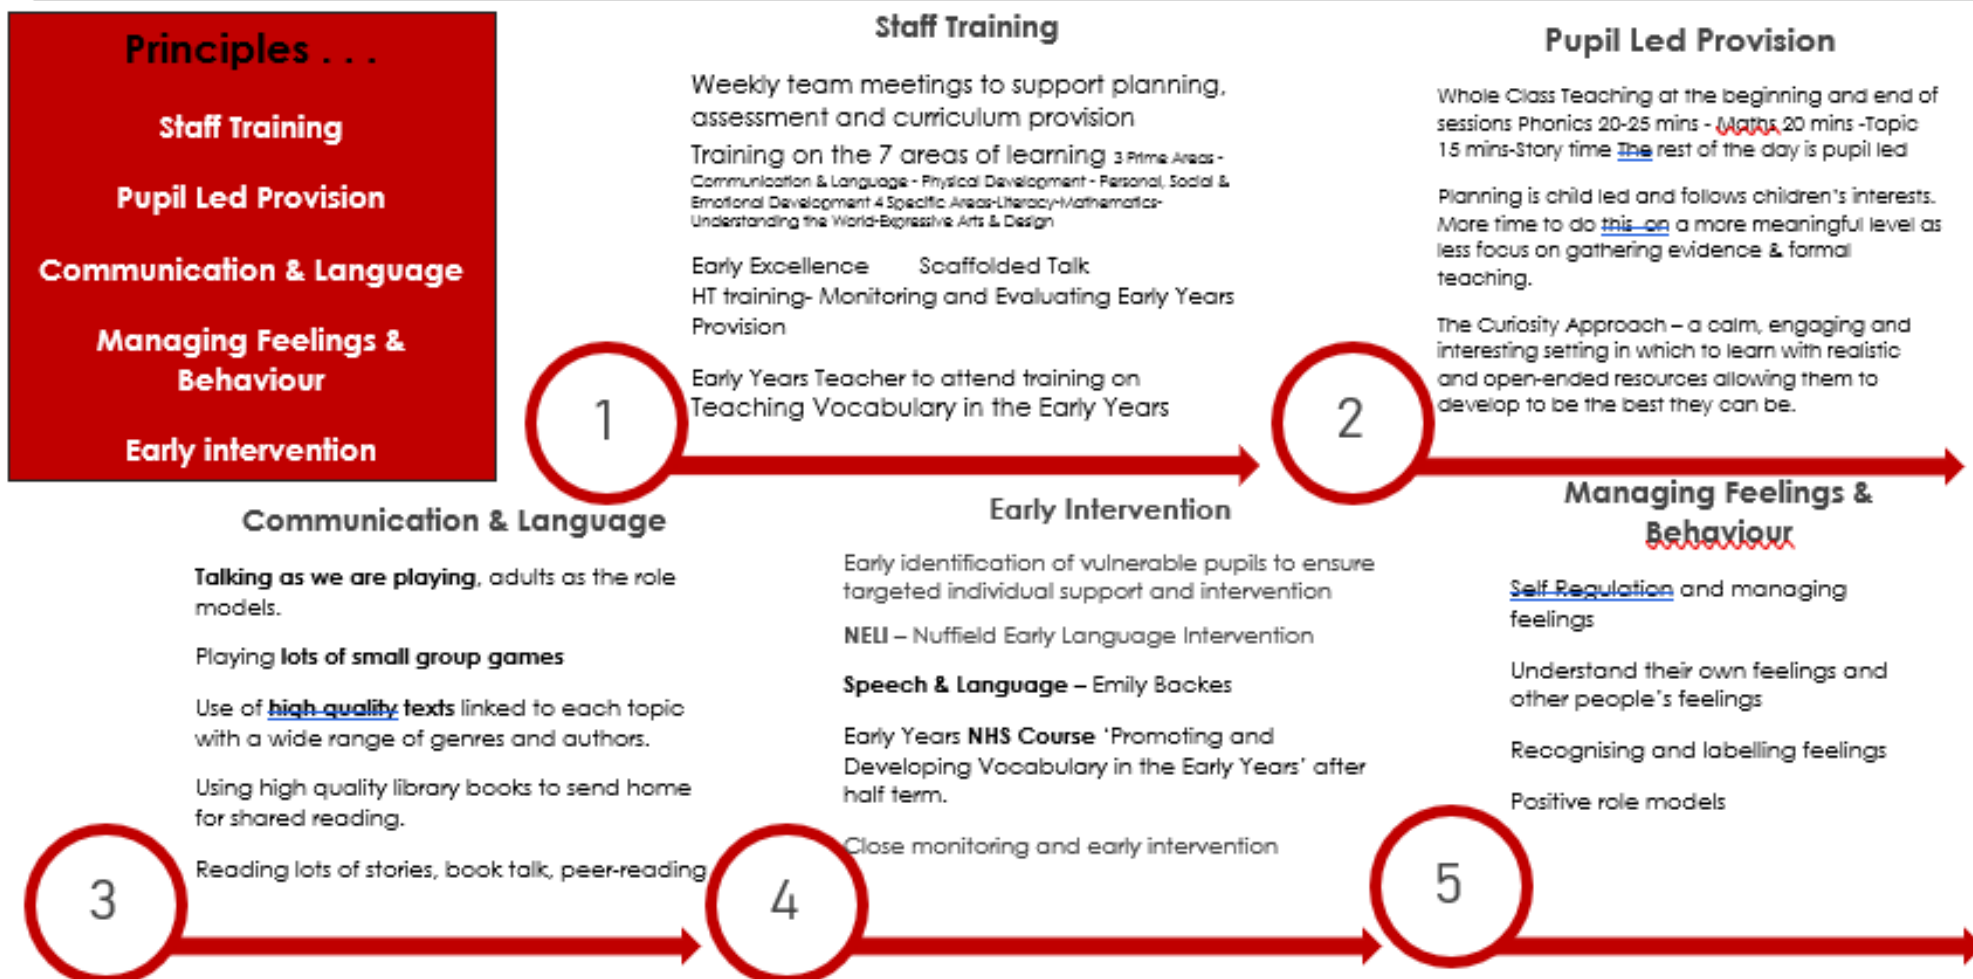 Principles . . .
Staff Training
Pupil Led Provision
Communication & Language
Managing Feelings &
Behaviour
Early intervention
Staff Training
Weekly team meetings to support planning,
assessment and curriculum provision
Training on the 7 areas of learning 3 Prime Areas -
Communication & Language - Physical Development - Personal, Social &
Emotional Development 4 Specific Areas-Literacy-Mathematics-
Understanding the World-Expressive Arts & Design
Early Excellence Scaffolded Talk
HT training- Monitoring and Evaluating Early Years
Provision
Early Years Teacher to attend training on
Teaching Vocabulary in the Early Years
1
Pupil Led Provision
Whole Class Teaching at the beginning and end of
sessions Phonics 20-25 mins - Maths 20 mins -Topic
15 mins-Story time The rest of the day is pupil led
Planning is child led and follows children's interests.
More time to do this on a more meaningful level as
less focus on gathering evidence & formal
teaching.
The Curiosity Approach – a calm, engaging and
interesting setting in which to learn with realistic
and open-ended resources allowing them to
develop to be the best they can be.
2
Communication & Language
Talking as we are playing, adults as the role
models.
Playing lots of small group games
Use of high quality texts linked to each topic
with a wide range of genres and authors.
Using high quality library books to send home
for shared reading.
Reading lots of stories, book talk, peer-reading
3
Early Intervention
Early identification of vulnerable pupils to ensure
targeted individual support and intervention
NELI – Nuffield Early Language Intervention
Speech & Language – Emily Backes
Early Years NHS Course 'Promoting and
Developing Vocabulary in the Early Years' after
half term.
Close monitoring and early intervention
4
Managing Feelings &
Behaviour
Self Regulation and managing
feelings
Understand their own feelings and
other people's feelings
Recognising and labelling feelings
Positive role models
5